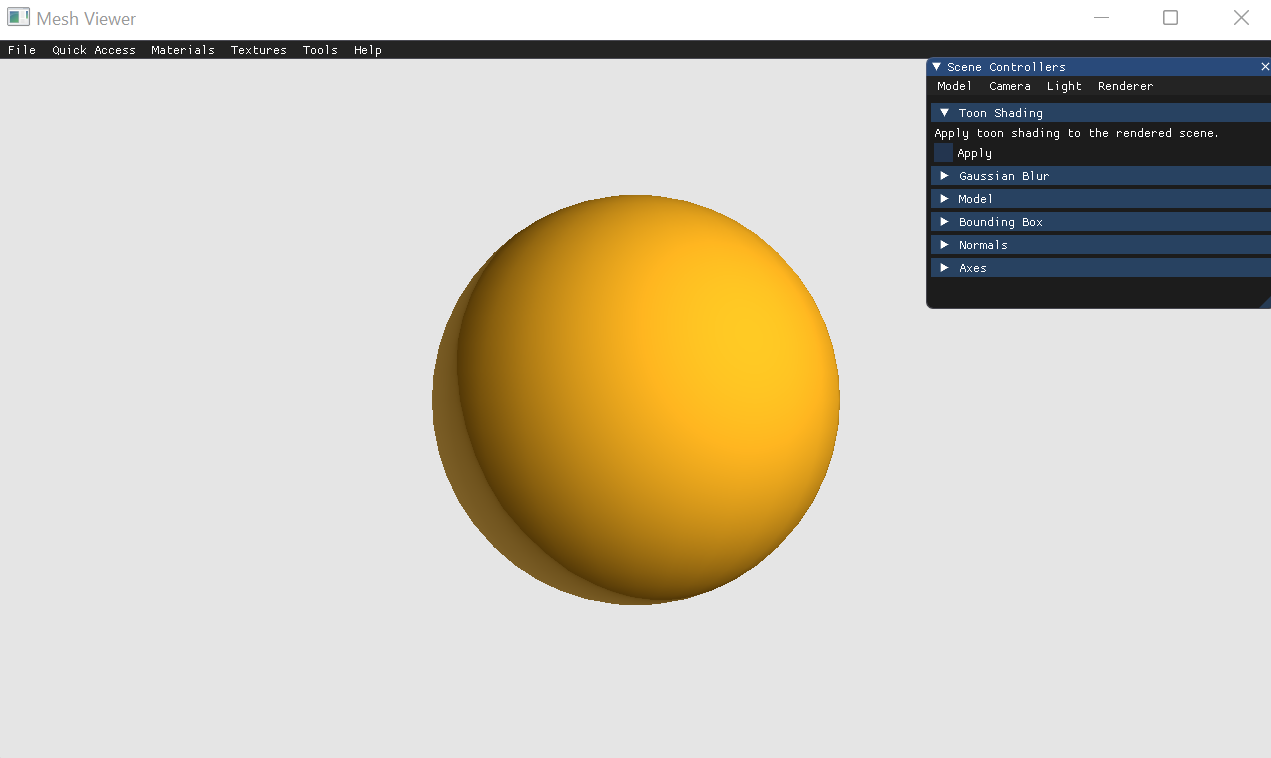 Mesh Viewer
File Quick Access Materials Textures Tools Help
Scene Controllers
Model Camera Light Renderer
Toon Shading
Apply toon shading to the rendered scene.
Apply
Gaussian Blur
Model
Bounding Box
Normals
Axes